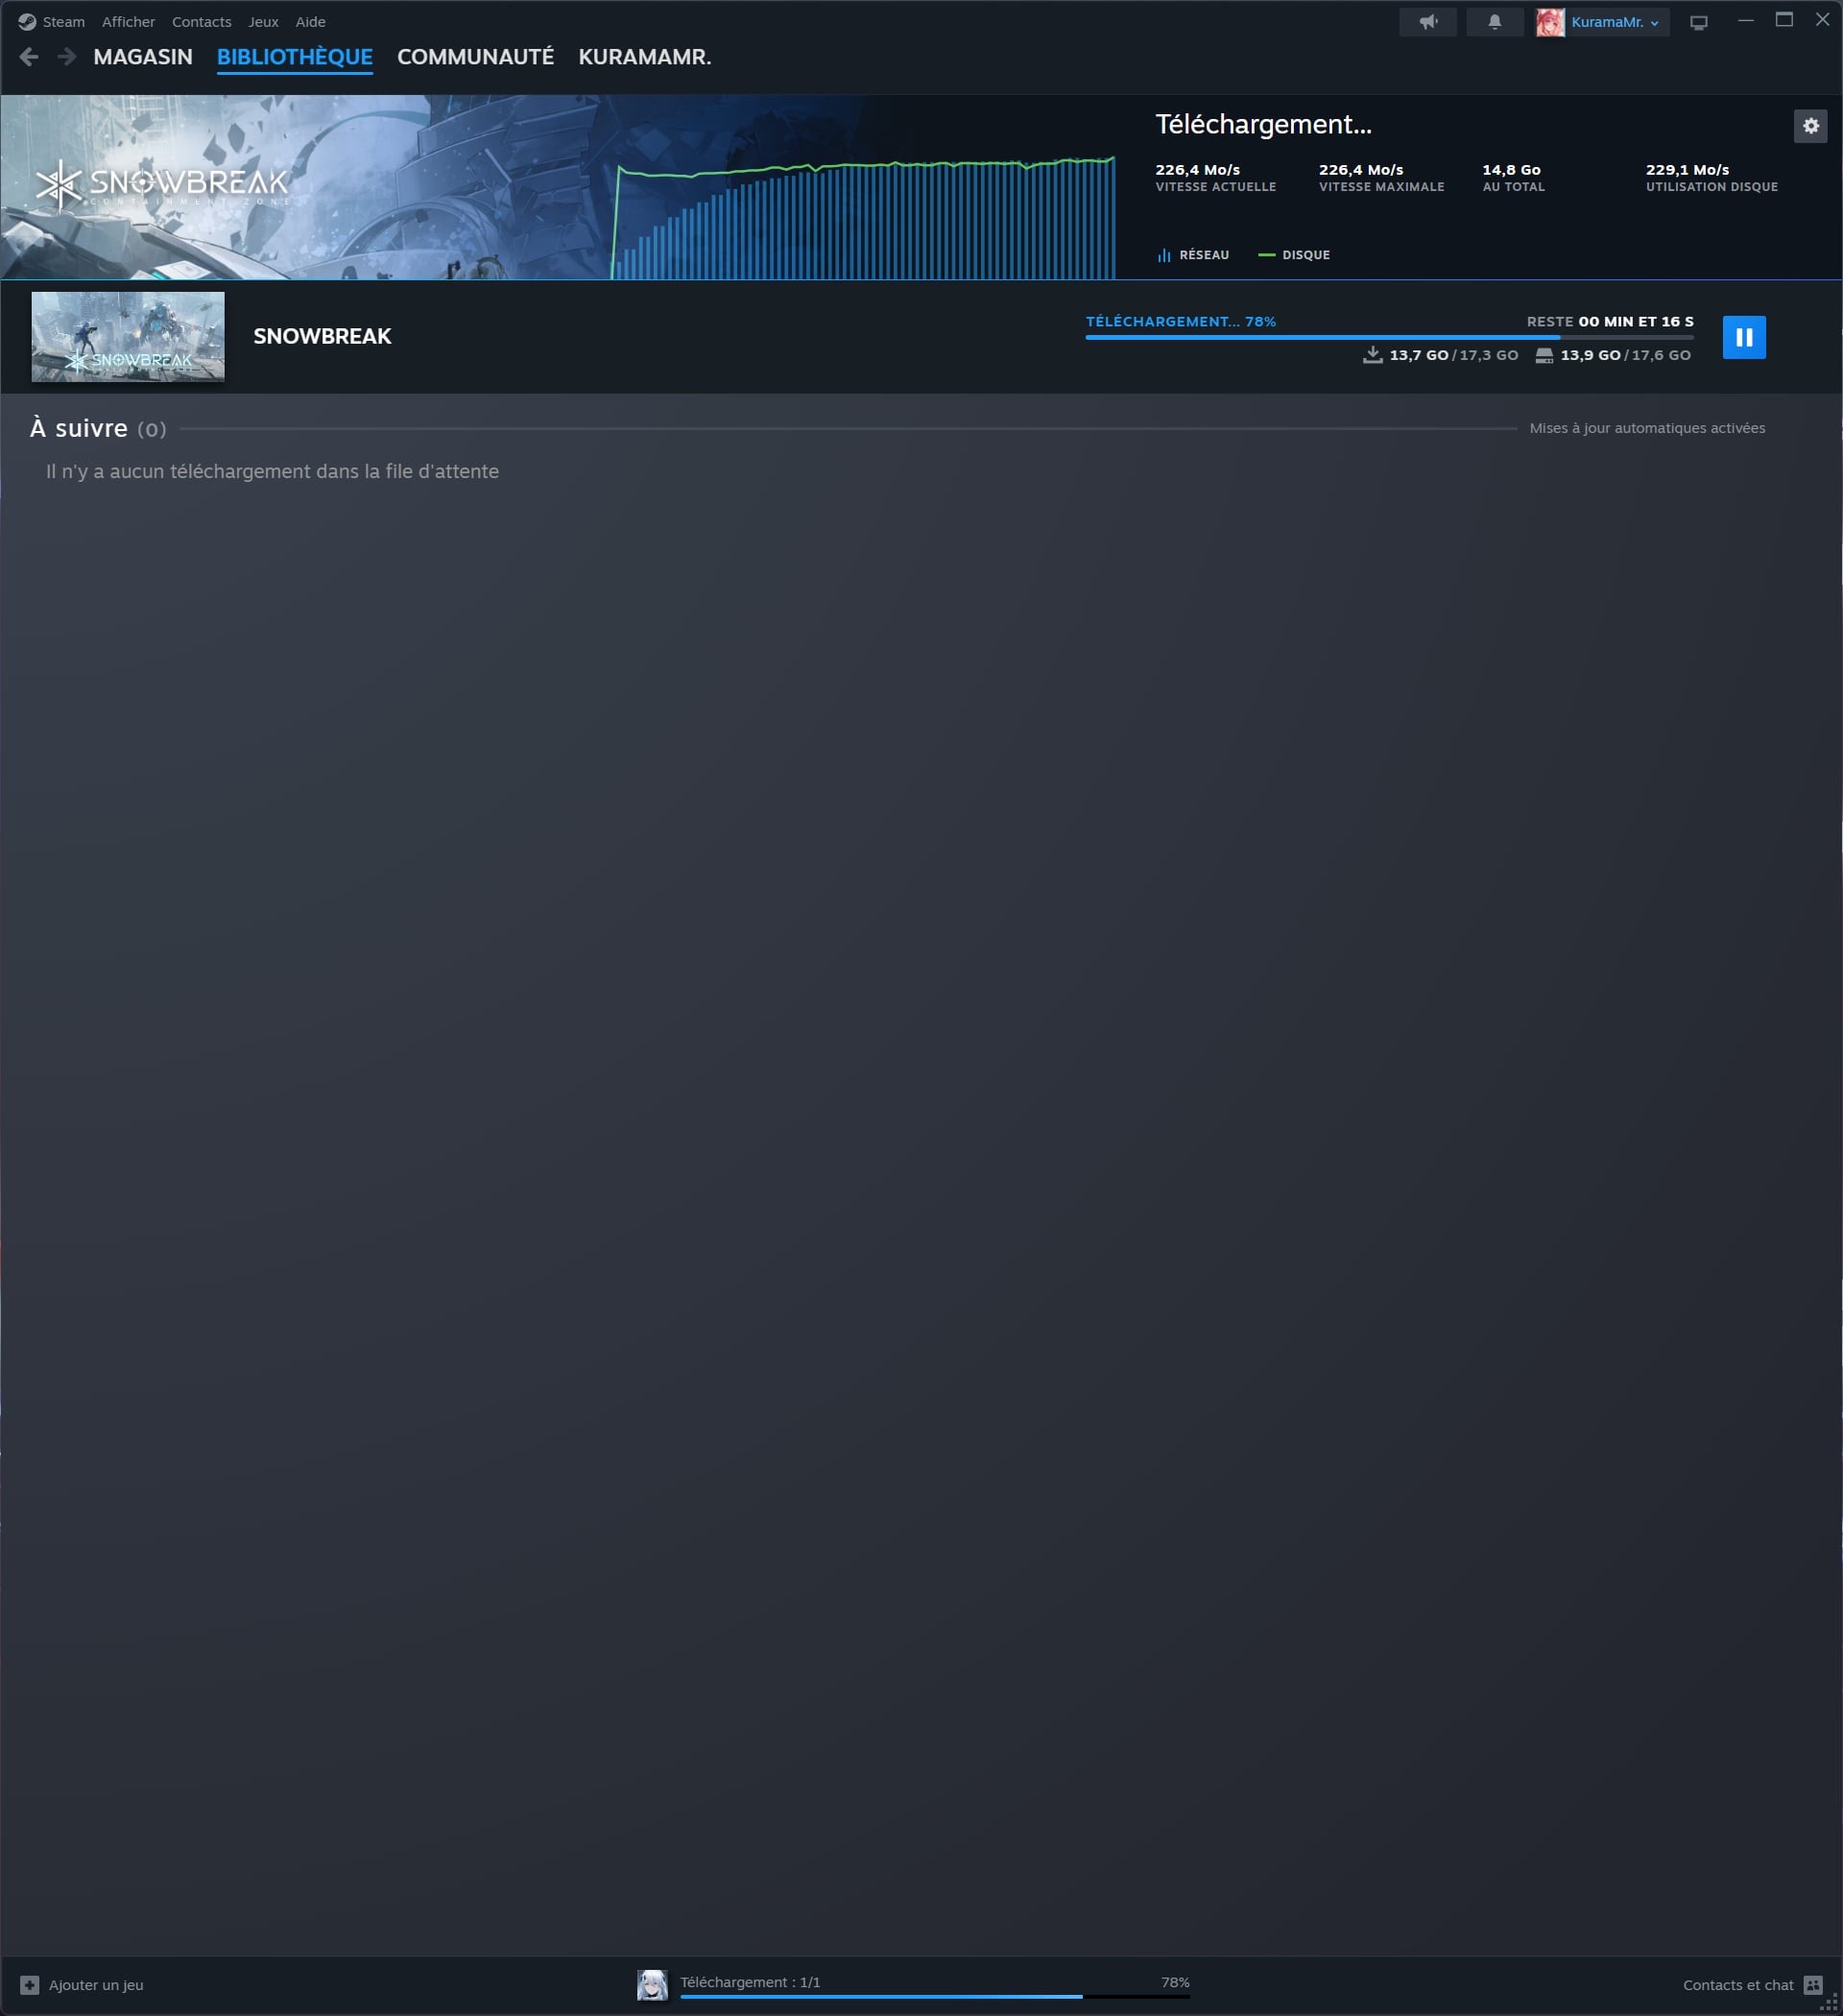 Steam Afficher Contacts Jeux Aide KuramaMr.
MAGASIN BIBLIOTHÈQUE COMMUNAUTÉ KURAMAMR.
SNOWBREAK
CONTAINMENT ZONE
Téléchargement...
226,4 Mo/s 226,4 Mo/s 14,8 Go 229,1 Mo/s
VITESSE ACTUELLE VITESSE MAXIMALE AU TOTAL UTILISATION DISQUE
RÉSEAU DISQUE
SNOWBREAK
SNOWBREAK
TÉLÉCHARGEMENT... 78% RESTE 00 MIN ET 16 S
13,7 GO / 17,3 GO 13,9 GO / 17,6 GO
À suivre (0) Mises à jour automatiques activées
Il n'y a aucun téléchargement dans la file d'attente
Ajouter un jeu Téléchargement : 1/1 78% Contacts et chat